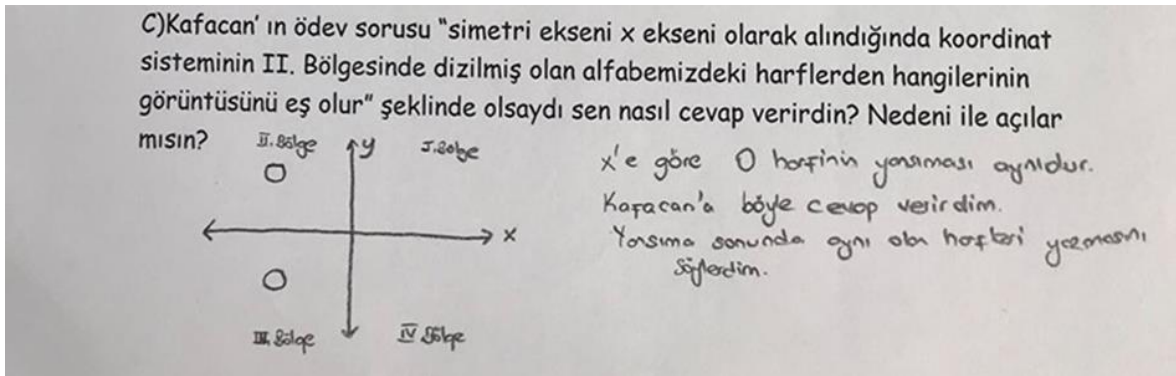 C)Kafacan' ın ödev sorusu "simetri ekseni x ekseni olarak alındığında koordinat
sisteminin II. Bölgesinde dizilmiş olan alfabemizdeki harflerden hangilerinin
görüntüsünü eş olur" şeklinde olsaydı sen nasıl cevap verirdin? Nedeni ile açılar
mısın?
II. Bölge
y
I. Bölge
x
III. Bölge
IV Bölge
x'e göre O harfinin yansıması aynıdır.
Kafacan'a böyle cevap verirdim.
Yansıma sonunda aynı olan harfleri yazmasını
söylerdim.